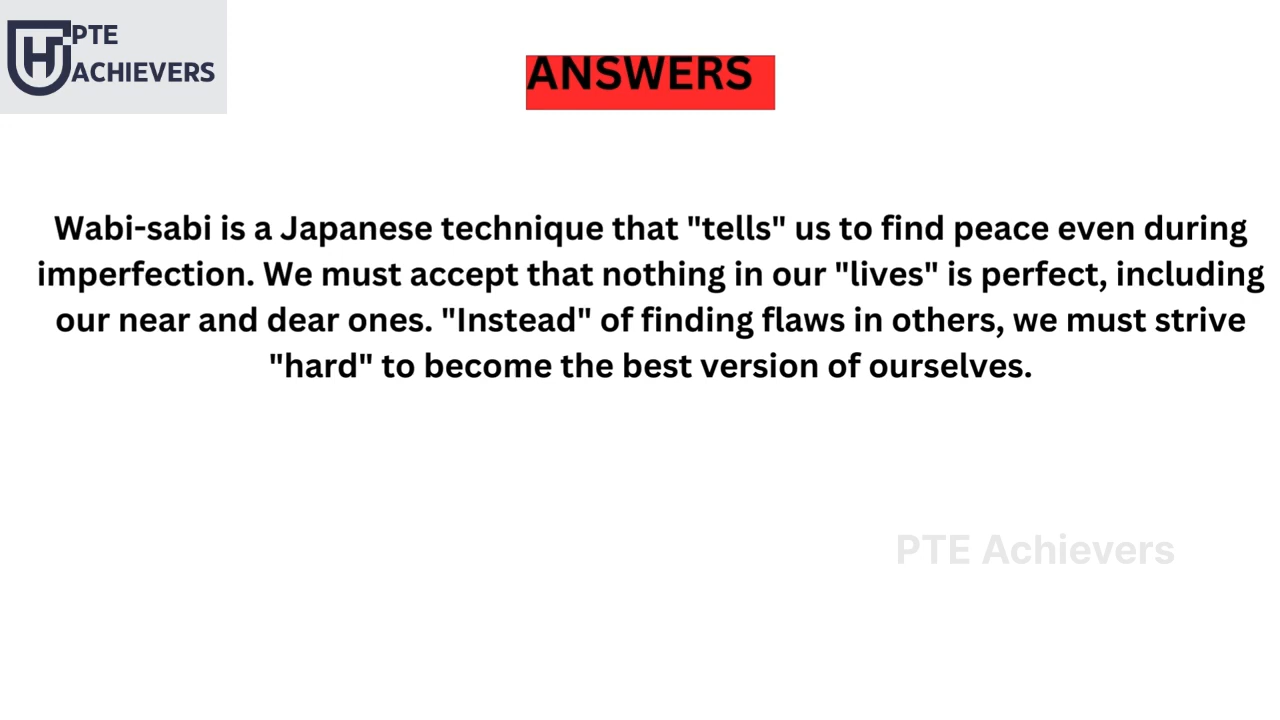 PTE
ACHIEVERS
ANSWERS
Wabi-sabi is a Japanese technique that "tells" us to find peace even during
imperfection. We must accept that nothing in our "lives" is perfect, including
our near and dear ones. "Instead" of finding flaws in others, we must strive
"hard" to become the best version of ourselves.
PTE Achievers